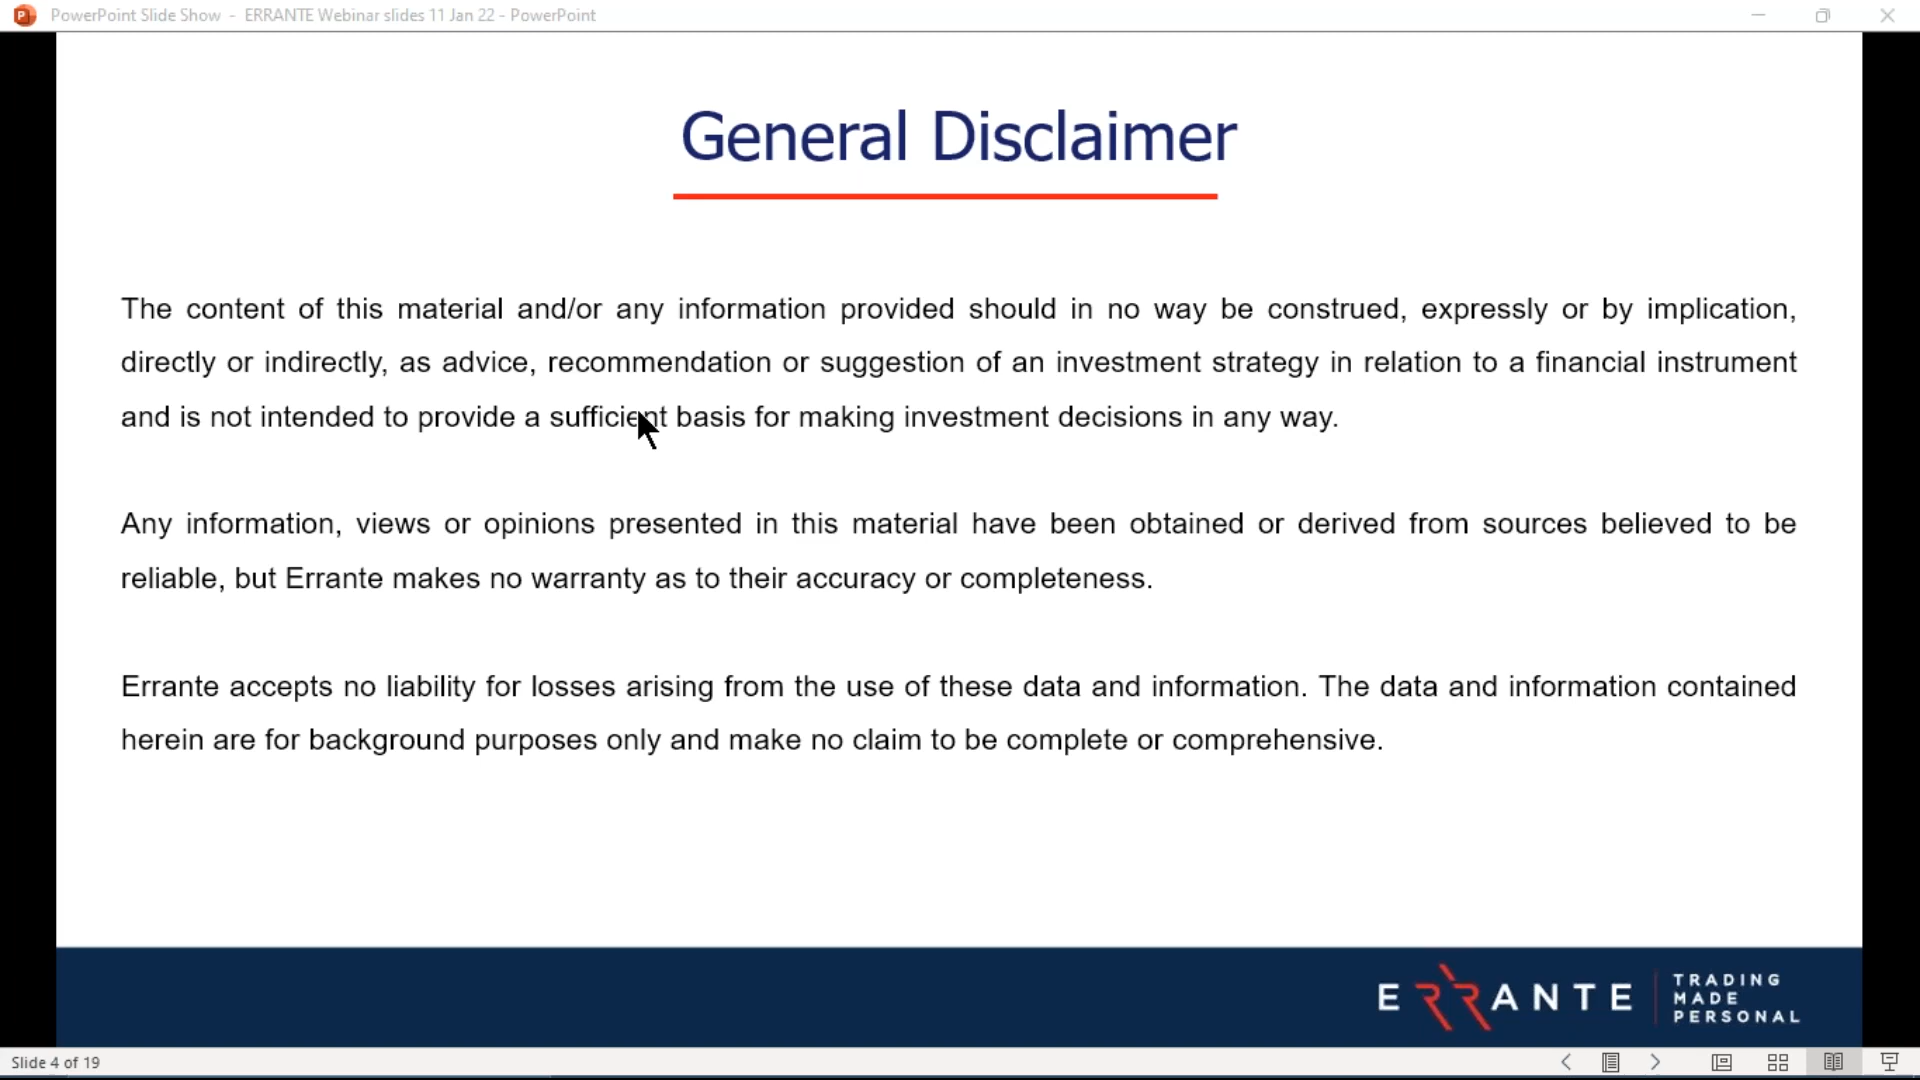 PowerPoint Slide Show - ERRANTE Webinar slides 11 Jan 22 - PowerPoint
General Disclaimer
The content of this material and/or any information provided should in no way be construed, expressly or by implication,
directly or indirectly, as advice, recommendation or suggestion of an investment strategy in relation to a financial instrument
and is not intended to provide a sufficient basis for making investment decisions in any way.
Any information, views or opinions presented in this material have been obtained or derived from sources believed to be
reliable, but Errante makes no warranty as to their accuracy or completeness.
Errante accepts no liability for losses arising from the use of these data and information. The data and information contained
herein are for background purposes only and make no claim to be complete or comprehensive.
ERRANTE
TRADING
MADE
PERSONAL
Slide 4 of 19